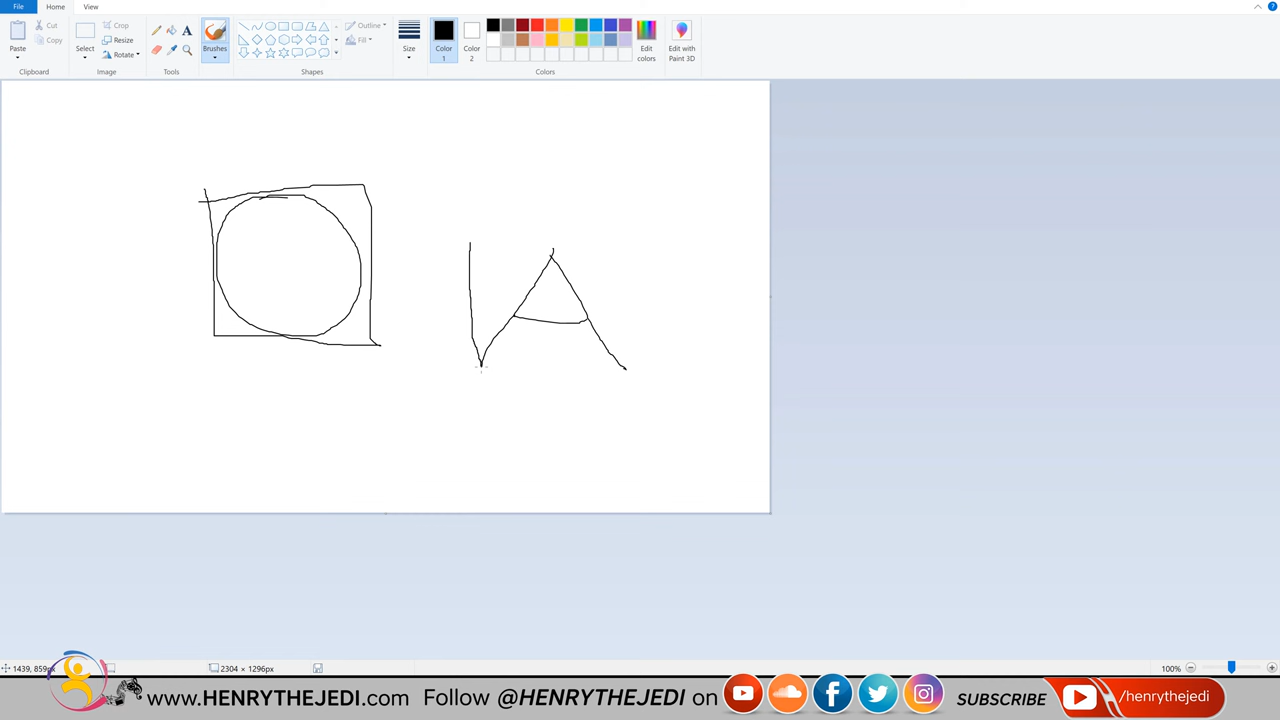 File Home View
Paste Cut Copy Select Crop Resize Rotate Brushes Outline Fill Size Color 1 Color 2 Edit colors Edit with Paint 3D
Clipboard Image Tools Shapes Colors
1439, 859px 2304 × 1296px 100%
www.HENRYTHEJEDI.com Follow @HENRYTHEJEDI on SUBSCRIBE /henrythejedi